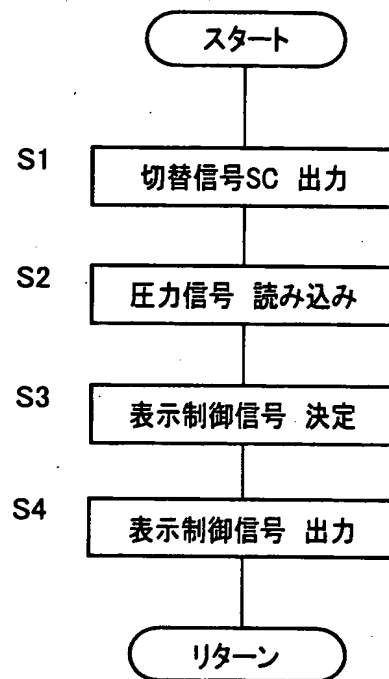 スタート
S1
切替信号SC 出力
S2
圧力信号 読み込み
S3
表示制御信号 決定
S4
表示制御信号 出力
リターン